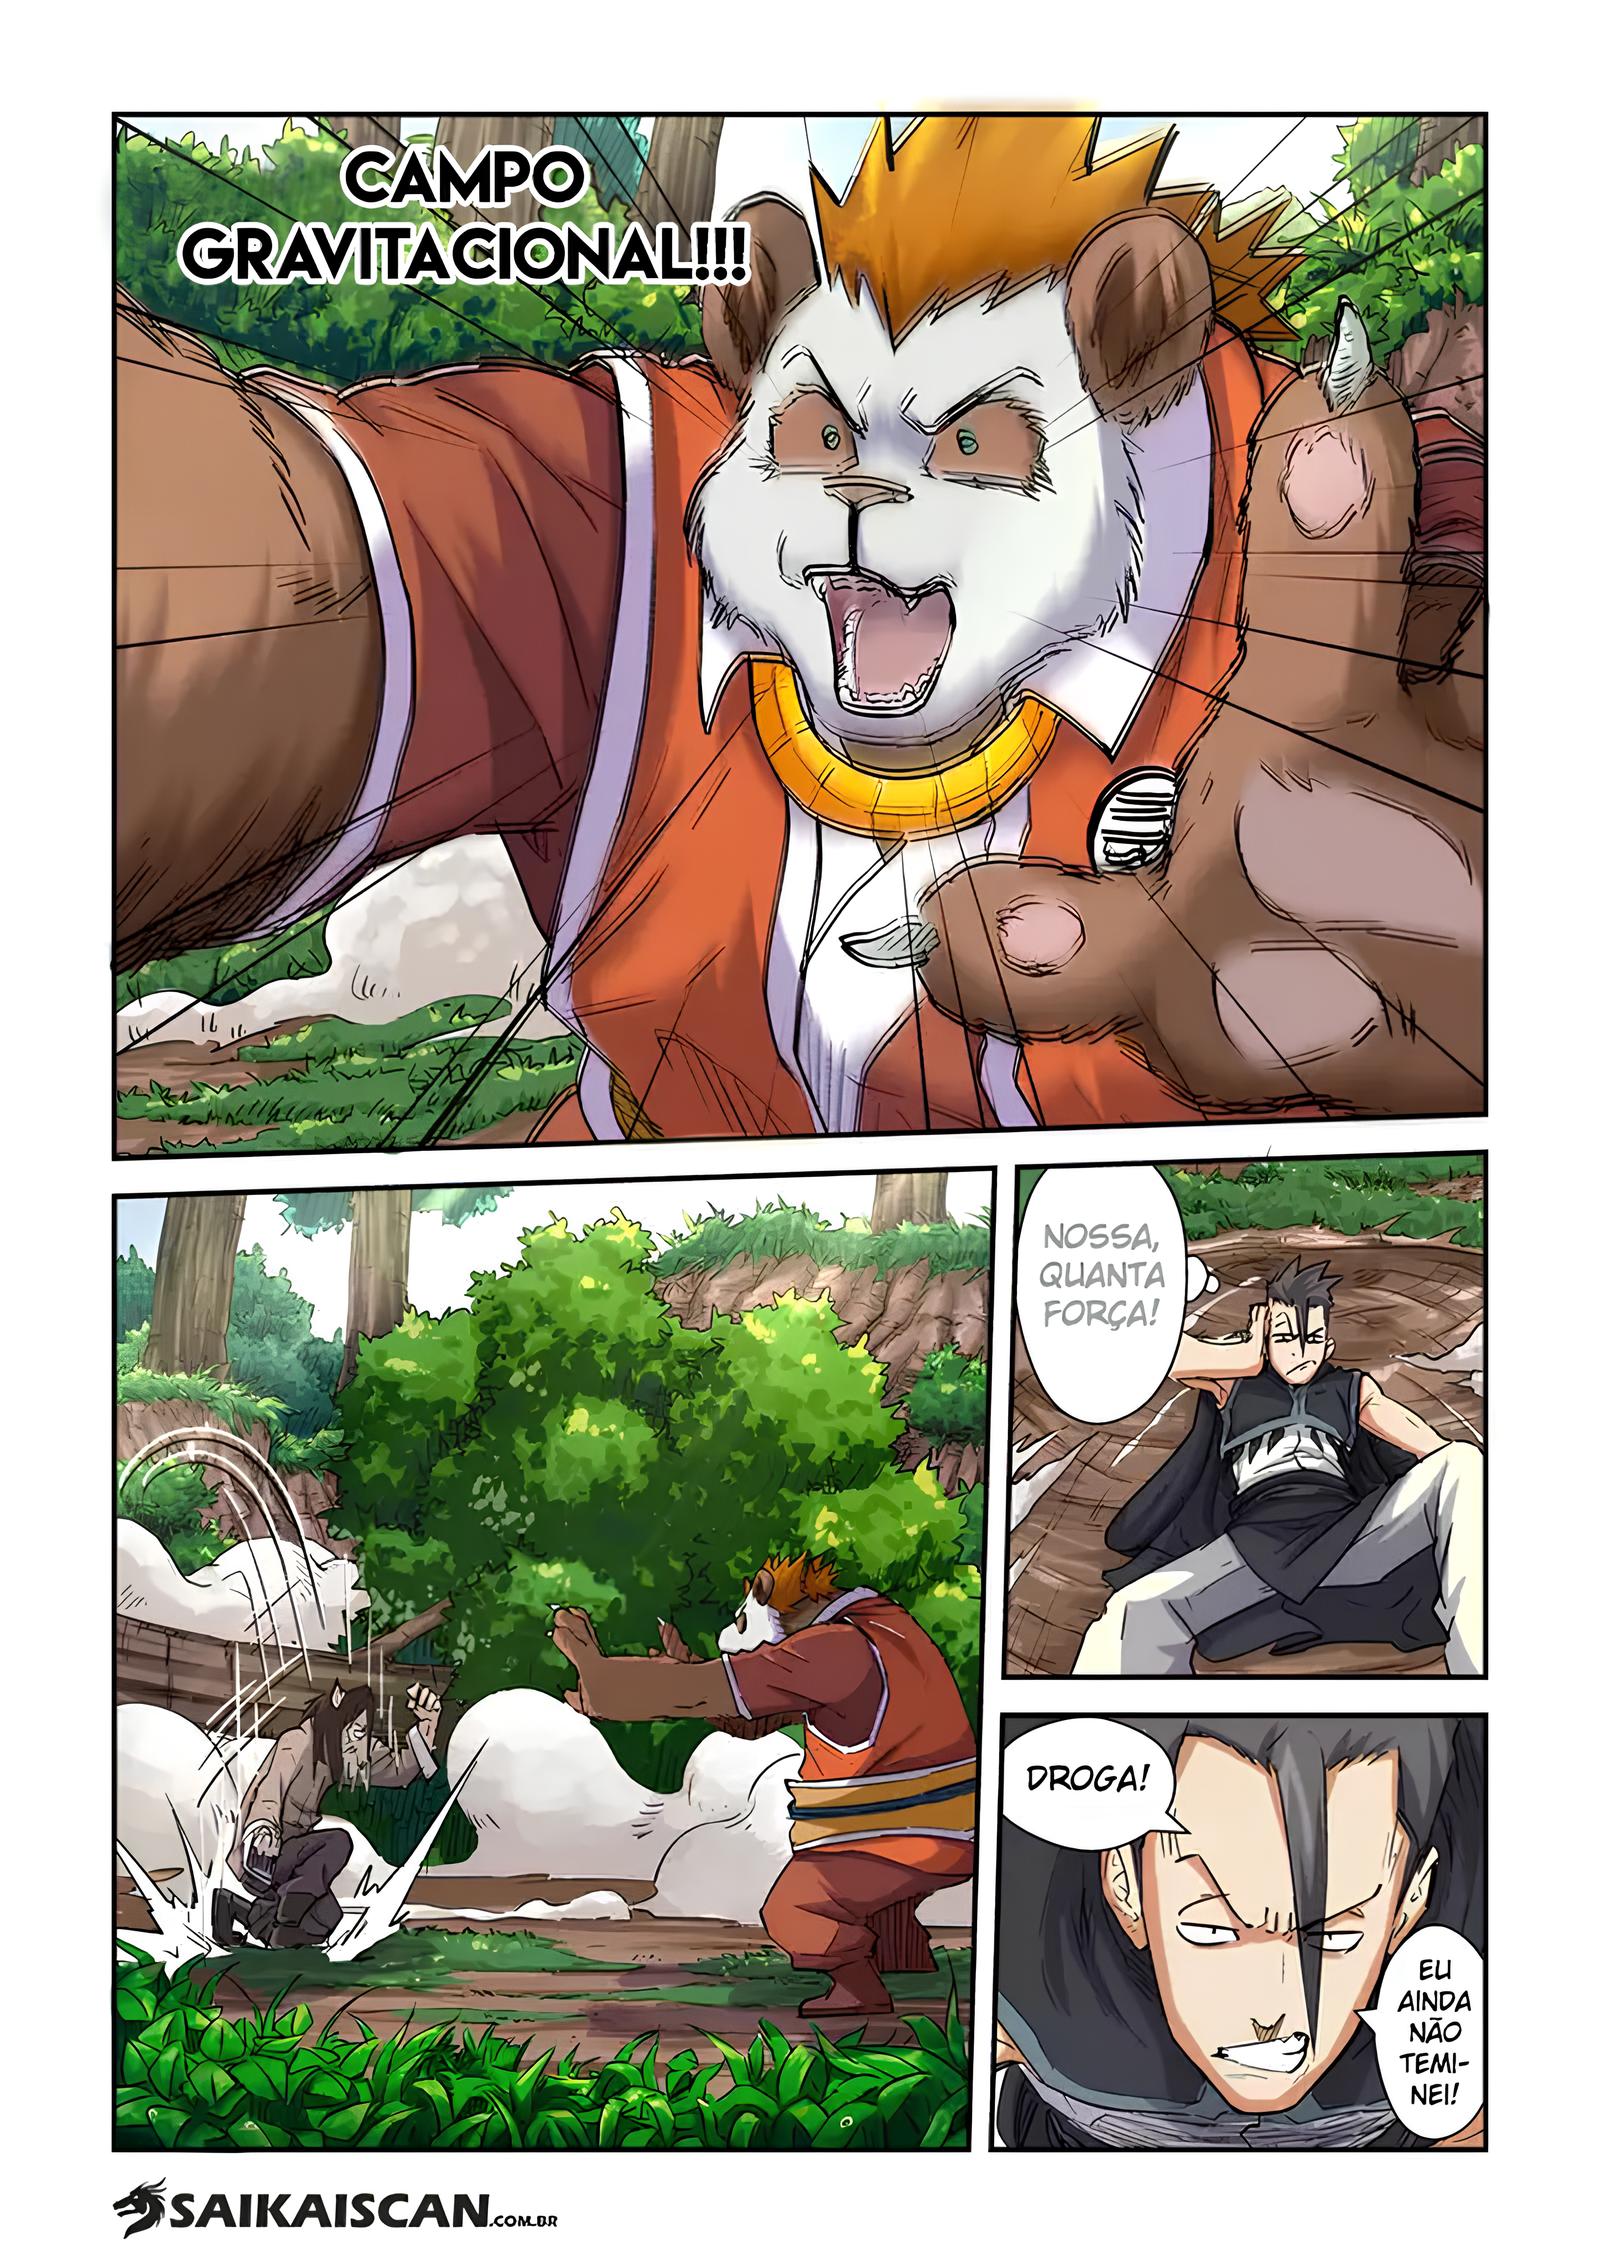 CAMPO
GRAVITACIONAL!!!
NOSSA,
QUANTA
FORÇA!
DROGA!
EU
AINDA
NÃO
TEMI-
NEI!
SAIKAISCAN.COM.BR